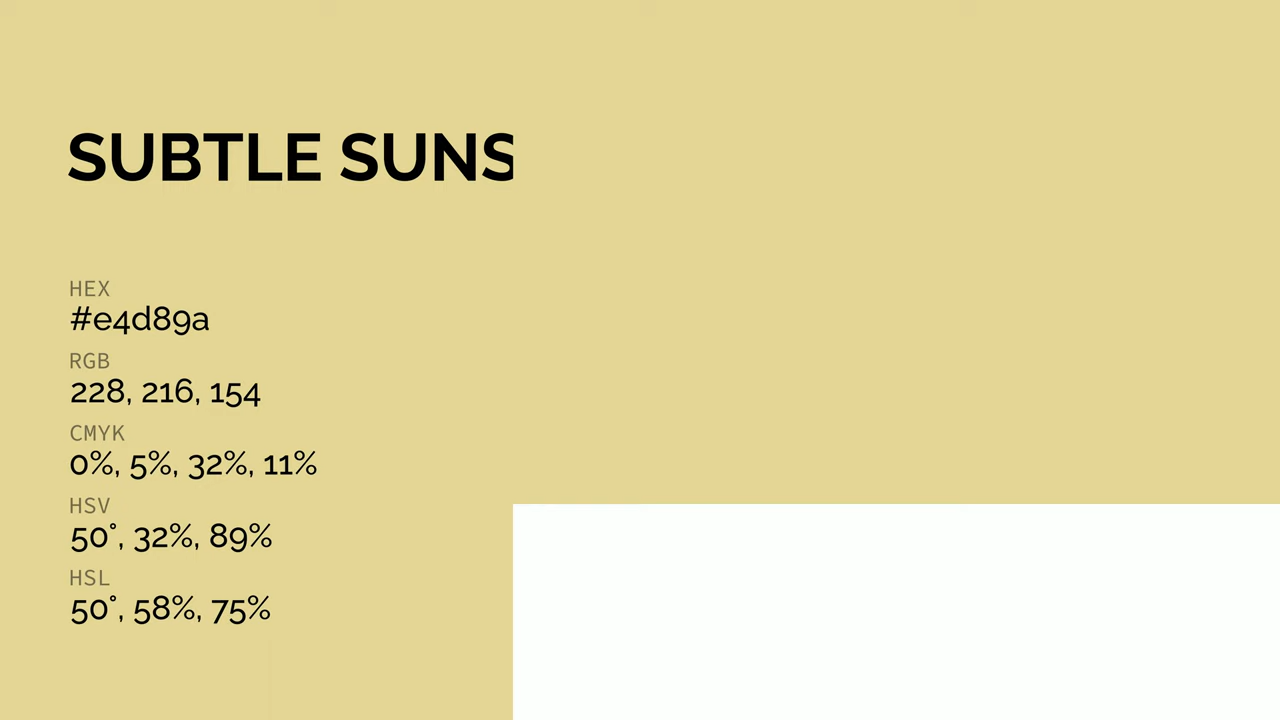 SUBTLE SUNS
HEX
#e4d89a
RGB
228, 216, 154
CMYK
0%, 5%, 32%, 11%
HSV
50°, 32%, 89%
HSL
50°, 58%, 75%